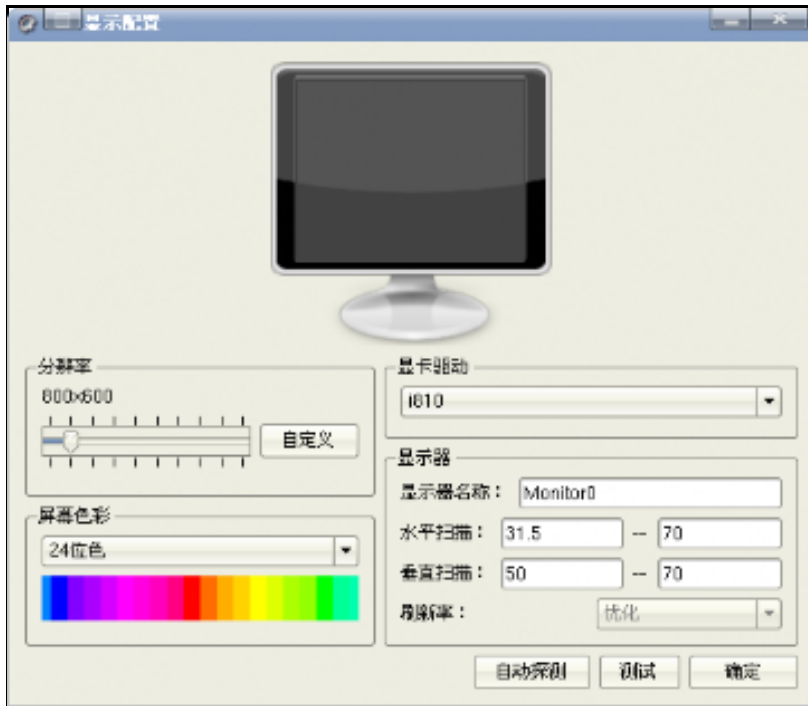 显示配置
分辨率
800x600
自定义
屏幕色彩
24位色
显卡驱动
i810
显示器
显示器名称： Monitor0
水平扫描： 31.5 -- 70
垂直扫描： 50 -- 70
刷新率： 优化
自动探测 测试 确定